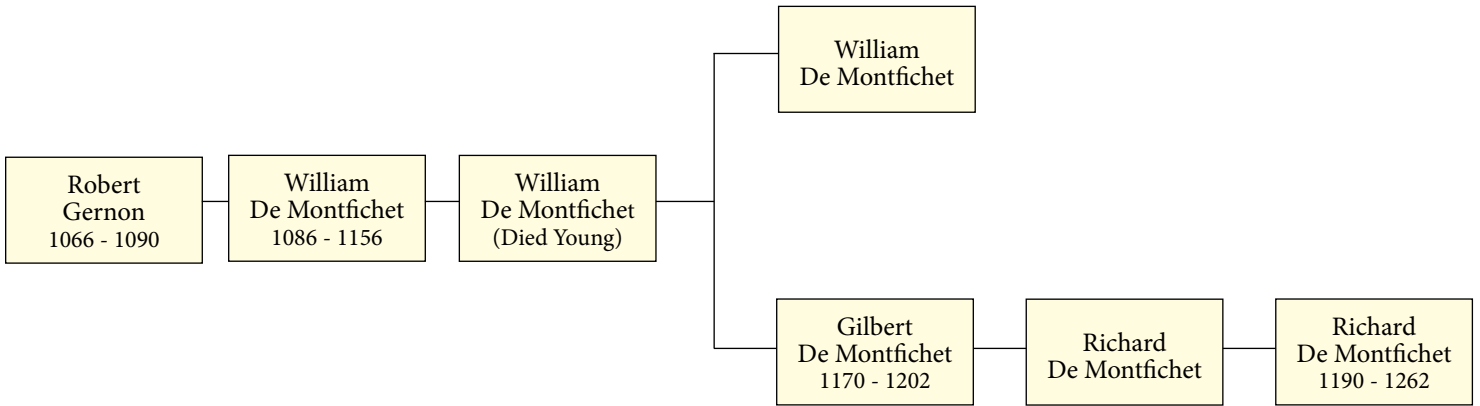 William
De Montfichet
Robert
Gernon
1066 - 1090
William
De Montfichet
1086 - 1156
William
De Montfichet
(Died Young)
Gilbert
De Montfichet
1170 - 1202
Richard
De Montfichet
Richard
De Montfichet
1190 - 1262